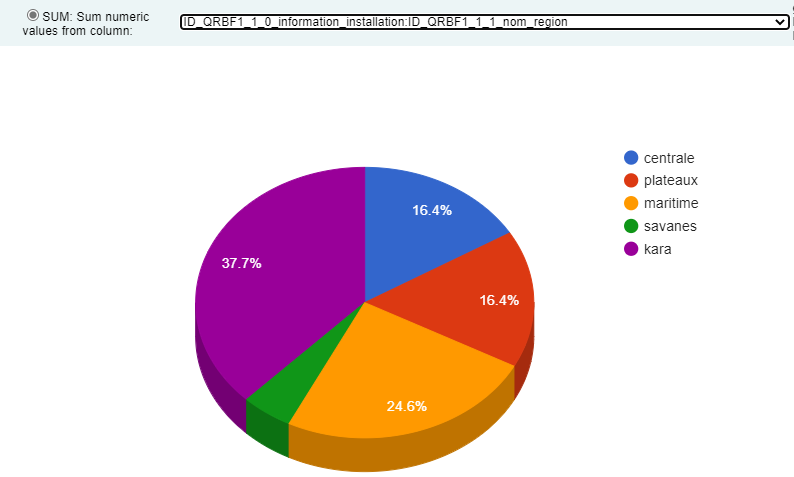 SUM: Sum numeric
values from column:
ID_QRBF1_1_0_information_installation:ID_QRBF1_1_1_nom_region
centrale
plateaux
maritime
savanes
kara
16.4%
37.7%
16.4%
24.6%